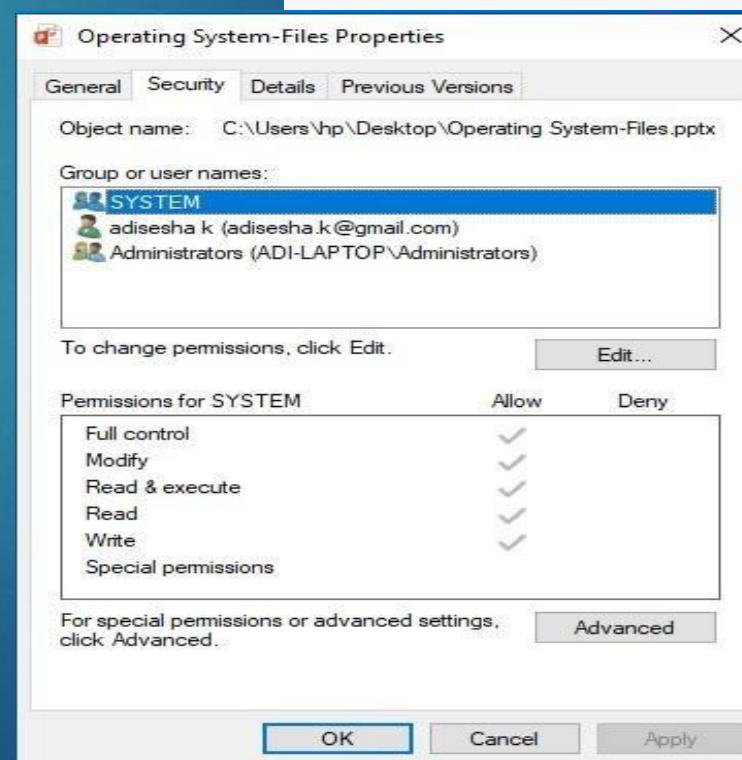 Operating System-Files Properties
General Security Details Previous Versions
Object name: C:\Users\hp\Desktop\Operating System-Files.pptx
Group or user names:
SYSTEM
adisesha k (adisesha.k@gmail.com)
Administrators (ADI-LAPTOP\Administrators)
To change permissions, click Edit.
Edit...
Permissions for SYSTEM Allow Deny
Full control
Modify
Read & execute
Read
Write
Special permissions
For special permissions or advanced settings,
click Advanced.
Advanced
OK Cancel Apply